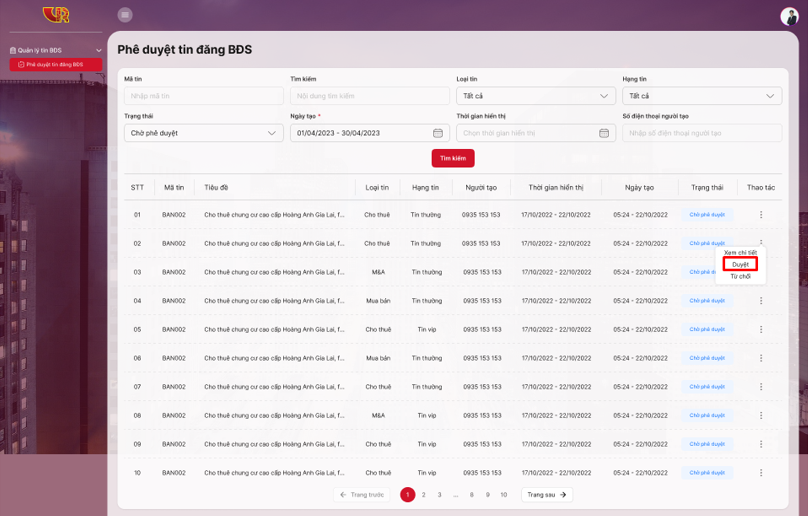 Quản lý tin BĐS
Phê duyệt tin đăng BĐS
Phê duyệt tin đăng BĐS
Mã tin
Tìm kiếm
Loại tin
Hạng tin
Nhập mã tin
Nội dung tìm kiếm
Tất cả
Tất cả
Trạng thái
Ngày tạo *
Thời gian hiển thị
Số điện thoại người tạo
Chờ phê duyệt
01/04/2023 - 30/04/2023
Chọn thời gian hiển thị
Nhập số điện thoại người tạo
Tìm kiếm
STT Mã tin Tiêu đề Loại tin Hạng tin Người tạo Thời gian hiển thị Ngày tạo Trạng thái Thao tác
01 BAN002 Cho thuê chung cư cao cấp Hoàng Anh Gia Lai, f... Cho thuê Tin thường 0935 153 153 17/10/2022 - 22/10/2022 05:24 - 22/10/2022 Chờ phê duyệt
02 BAN002 Cho thuê chung cư cao cấp Hoàng Anh Gia Lai, f... Cho thuê Tin thường 0935 153 153 17/10/2022 - 22/10/2022 05:24 - 22/10/2022 Chờ phê duyệt
Xem chi tiết
Duyệt
Từ chối
03 BAN002 Cho thuê chung cư cao cấp Hoàng Anh Gia Lai, f... M&A Tin thường 0935 153 153 17/10/2022 - 22/10/2022 05:24 - 22/10/2022 Chờ ph
04 BAN002 Cho thuê chung cư cao cấp Hoàng Anh Gia Lai, f... Mua bán Tin thường 0935 153 153 17/10/2022 - 22/10/2022 05:24 - 22/10/2022 Chờ phê duyệt
05 BAN002 Cho thuê chung cư cao cấp Hoàng Anh Gia Lai, f... Cho thuê Tin vip 0935 153 153 17/10/2022 - 22/10/2022 05:24 - 22/10/2022 Chờ phê duyệt
06 BAN002 Cho thuê chung cư cao cấp Hoàng Anh Gia Lai, f... Mua bán Tin thường 0935 153 153 17/10/2022 - 22/10/2022 05:24 - 22/10/2022 Chờ phê duyệt
07 BAN002 Cho thuê chung cư cao cấp Hoàng Anh Gia Lai, f... Cho thuê Tin thường 0935 153 153 17/10/2022 - 22/10/2022 05:24 - 22/10/2022 Chờ phê duyệt
08 BAN002 Cho thuê chung cư cao cấp Hoàng Anh Gia Lai, f... M&A Tin vip 0935 153 153 17/10/2022 - 22/10/2022 05:24 - 22/10/2022 Chờ phê duyệt
09 BAN002 Cho thuê chung cư cao cấp Hoàng Anh Gia Lai, f... Cho thuê Tin vip 0935 153 153 17/10/2022 - 22/10/2022 05:24 - 22/10/2022 Chờ phê duyệt
10 BAN002 Cho thuê chung cư cao cấp Hoàng Anh Gia Lai, f... Cho thuê Tin vip 0935 153 153 17/10/2022 - 22/10/2022 05:24 - 22/10/2022 Chờ phê duyệt
Trang trước 1 2 3 ... 8 9 10 Trang sau